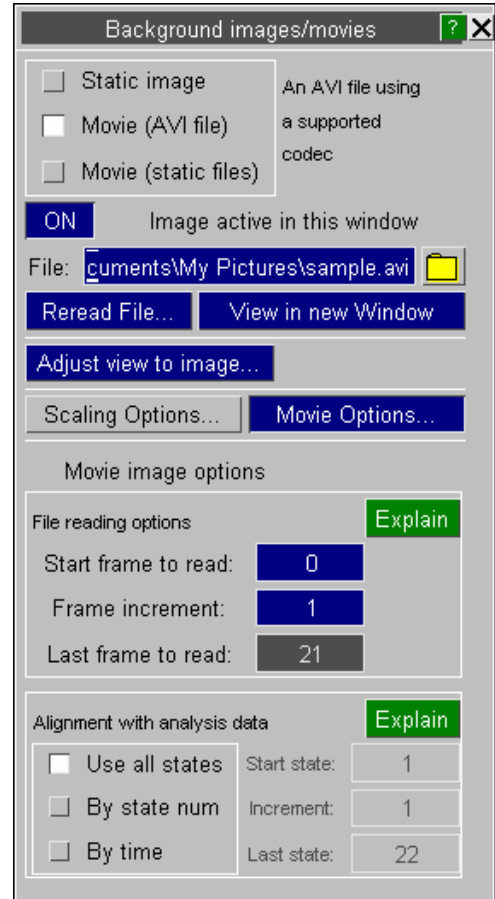 Background images/movies ? X
Static image
An AVI file using
Movie (AVI file)
a supported
codec
Movie (static files)
ON Image active in this window
File: cuments\My Pictures\sample.avi
Reread File... View in new Window
Adjust view to image...
Scaling Options... Movie Options...
Movie image options
File reading options Explain
Start frame to read: 0
Frame increment: 1
Last frame to read: 21
Alignment with analysis data Explain
Use all states Start state: 1
By state num Increment: 1
By time Last state: 22